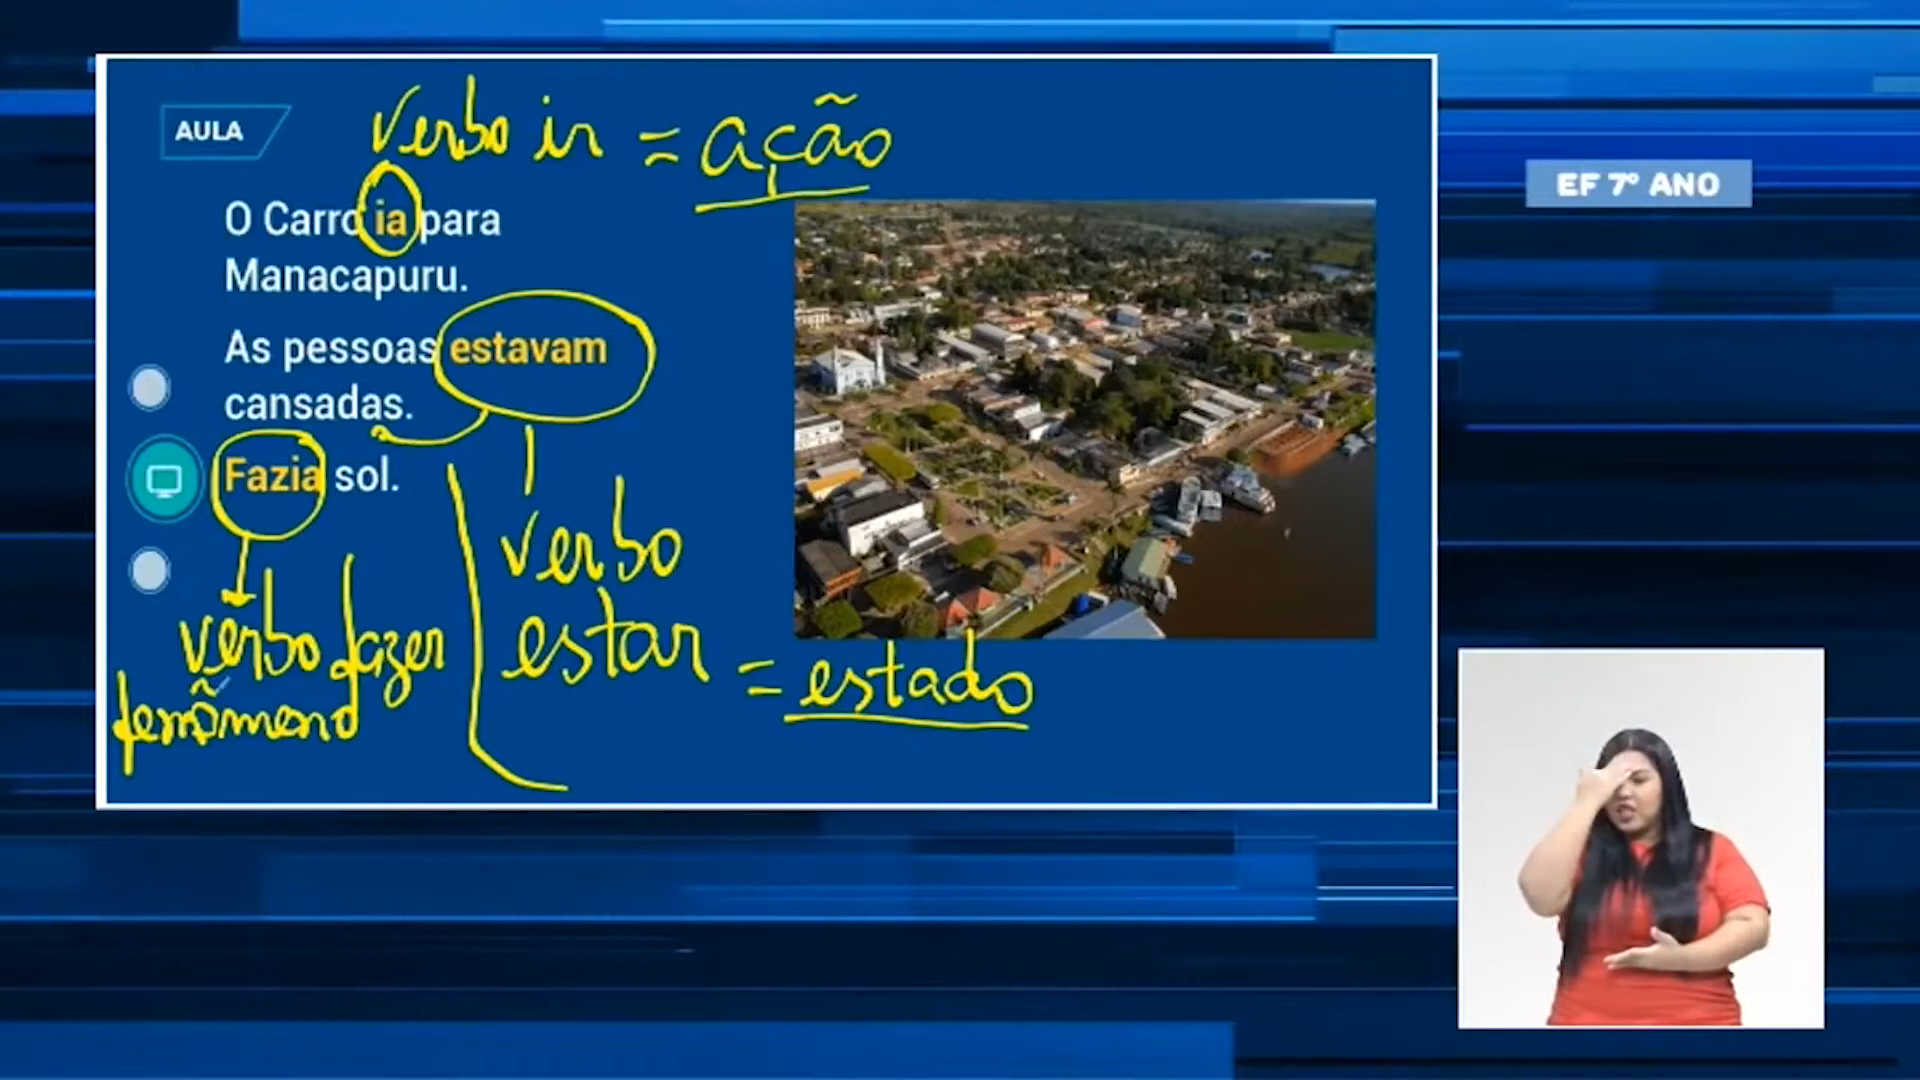 AULA
verbo ir = ação
O Carro ia para
Manacapuru.
As pessoas estavam
cansadas.
Fazia sol.
verbo fazer
fenômeno
verbo
estar = estado
EF 7º ANO